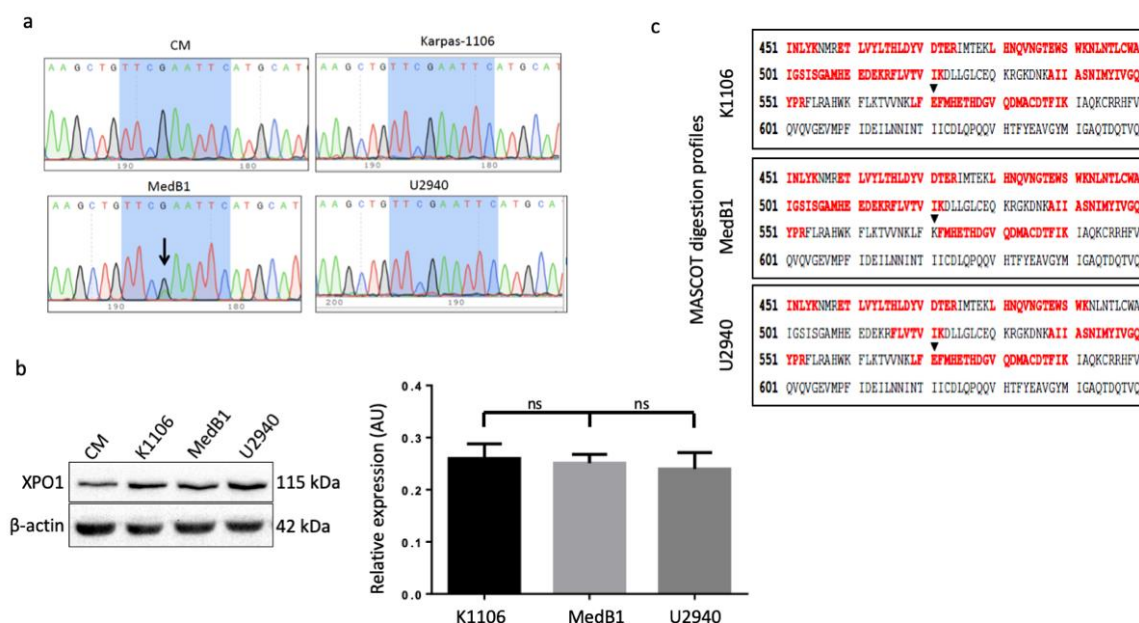 a
CM
A A G C T G T T C G A A T T C A T G C A T
190
180
Karpas-1106
A A G C T G T T C G A A T T C A T G C A T
190
180
MedB1
A A G C T G T T C G A A T T C A T G C A T
190
180
U2940
A A G C T G T T C G A A T T C A T G C A
200
190
b
CM
K1106
MedB1
U2940
XPO1
115 kDa
β-actin
42 kDa
Relative expression (AU)
0.4
0.3
0.2
0.1
0.0
ns
ns
K1106
MedB1
U2940
c
MASCOT digestion profiles
K1106
451 INLYKNMRET LVYLTHLDYV DTERIMTEKL HNQVNGTEWS WKNLNTLCWA
501 IGSISGAMHE EDEKRFLVTV IKDLLGLCEQ KRGKDNKAII ASNIMYIVGQ
551 YPRFLRAHWK FLKTVVNKLF EFMHETHDGV QDMACDTFIK IAQKCRRHFV
601 QVQVGEVMPF IDEILNNINT IICDLQPQQV HTFYEAVGYM IGAQTDQTVQ
MedB1
451 INLYKNMRET LVYLTHLDYV DTERIMTEKL HNQVNGTEWS WKNLNTLCWA
501 IGSISGAMHE EDEKRFLVTV IKDLLGLCEQ KRGKDNKAII ASNIMYIVGQ
551 YPRFLRAHWK FLKTVVNKLF KFMHETHDGV QDMACDTFIK IAQKCRRHFV
601 QVQVGEVMPF IDEILNNINT IICDLQPQQV HTFYEAVGYM IGAQTDQTVQ
U2940
451 INLYKNMRET LVYLTHLDYV DTERIMTEKL HNQVNGTEWS WKNLNTLCWA
501 IGSISGAMHE EDEKRFLVTV IKDLLGLCEQ KRGKDNKAII ASNIMYIVGQ
551 YPRFLRAHWK FLKTVVNKLF EFMHETHDGV QDMACDTFIK IAQKCRRHFV
601 QVQVGEVMPF IDEILNNINT IICDLQPQQV HTFYEAVGYM IGAQTDQTVQ